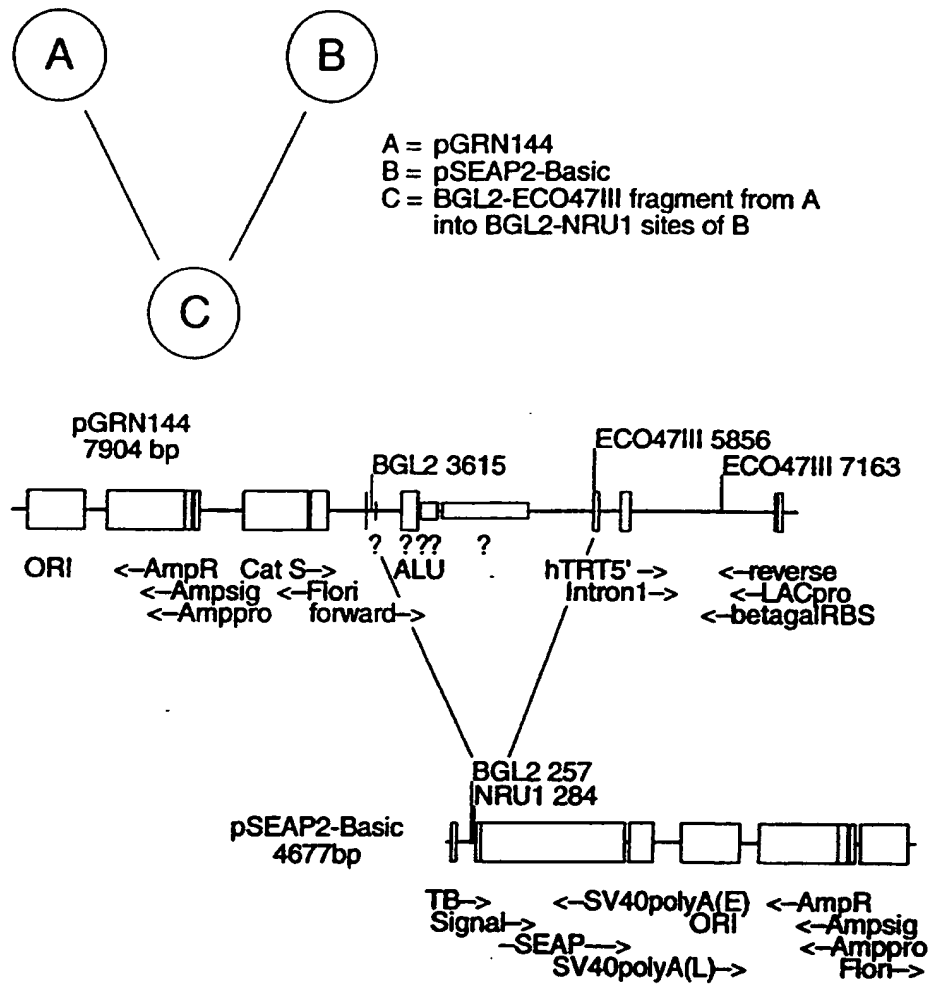 A
B
A = pGRN144
B = pSEAP2-Basic
C = BGL2-ECO47III fragment from A
into BGL2-NRU1 sites of B
C
pGRN144
7904 bp
ECO47III 5856
BGL2 3615
ECO47III 7163
? ? ?? ?
ORI <--AmpR Cat S--> ALU hTRT5' --> <--reverse
<--Ampsig <--Flori Intron1--> <--LACpro
<--Amppro forward--> <--betagalRBS
BGL2 257
NRU1 284
pSEAP2-Basic
4677bp
TB--> <--SV40polyA(E) <--AmpR
Signal--> ORI <--Ampsig
--SEAP---> <--Amppro
SV40polyA(L)--> Flori-->